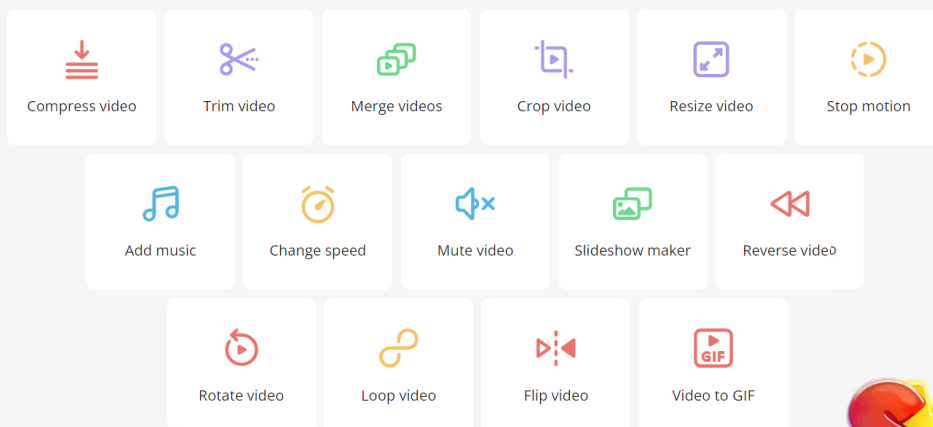 Compress video
Trim video
Merge videos
Crop video
Resize video
Stop motion
Add music
Change speed
Mute video
Slideshow maker
Reverse video
Rotate video
Loop video
Flip video
GIF
Video to GIF